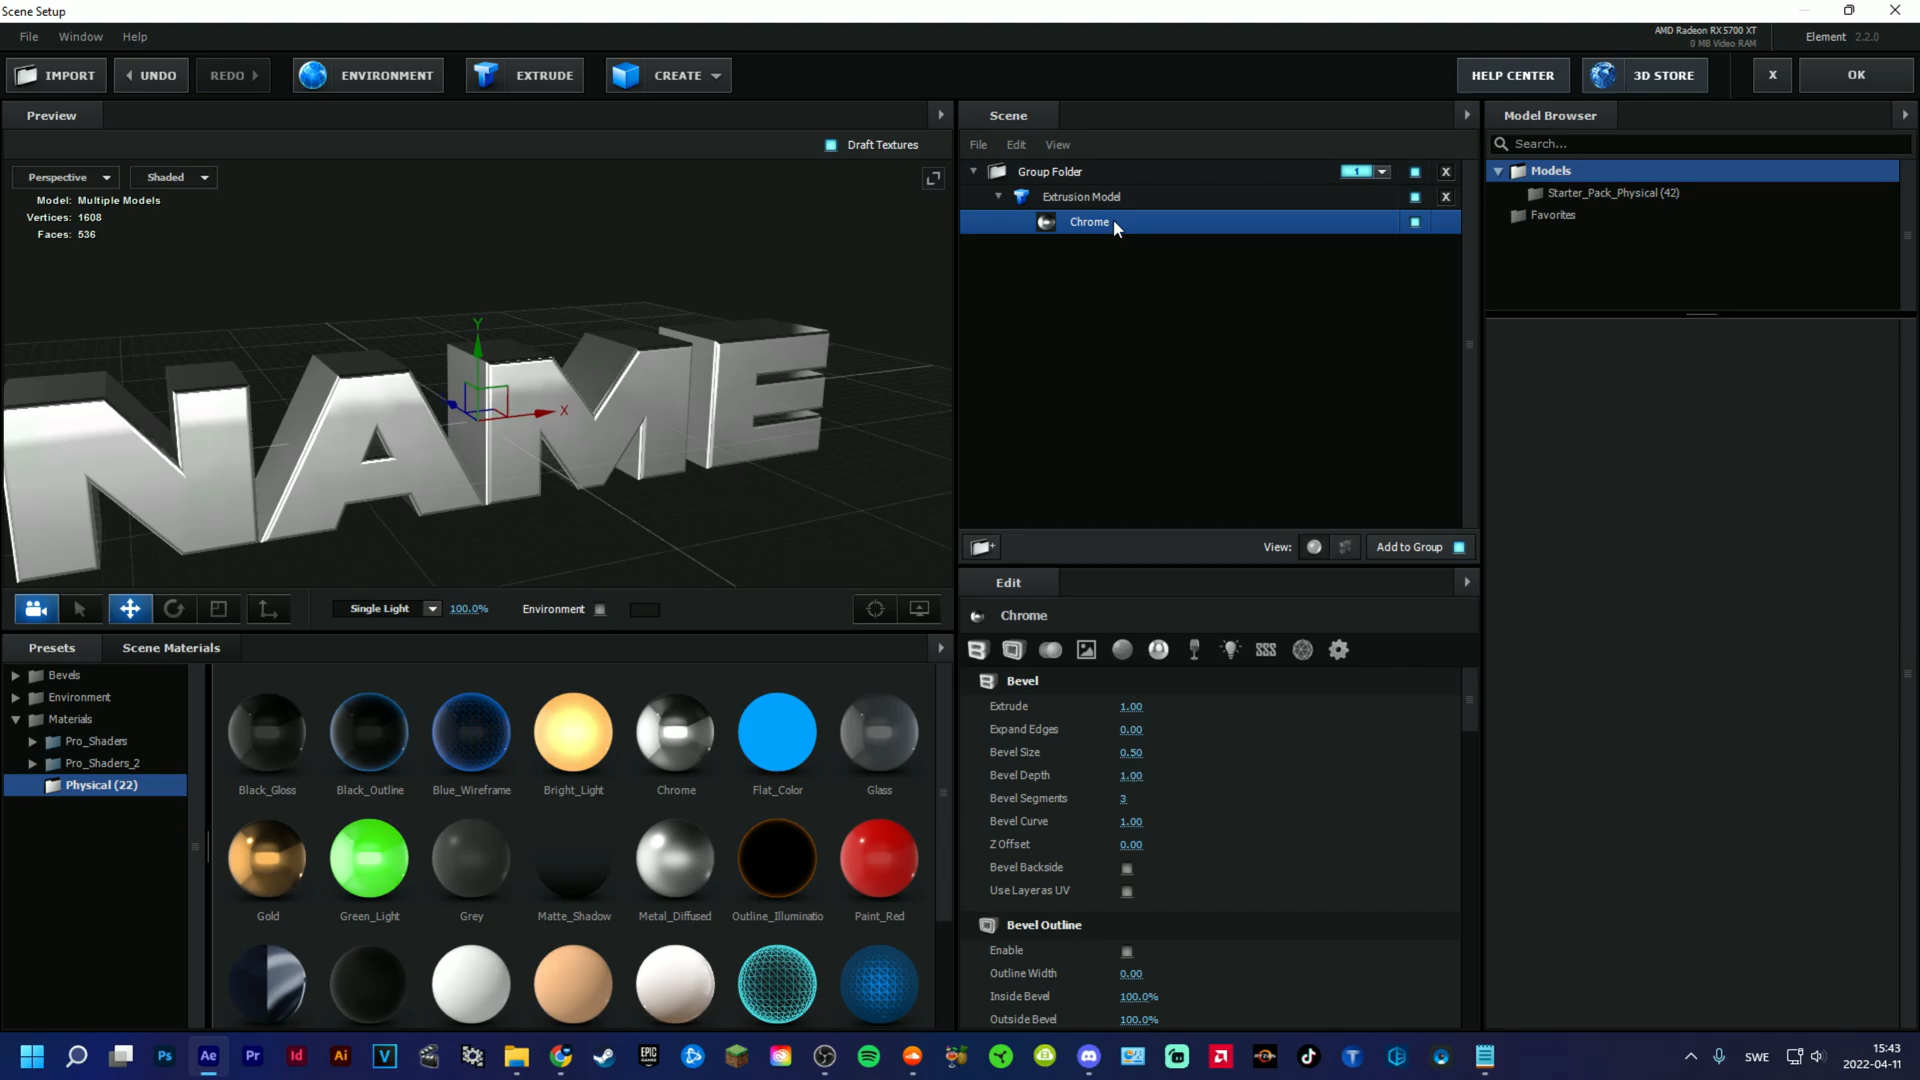 Scene Setup
File Window Help
AMD Radeon RX 5700 XT
0 MB Video RAM
Element 2.2.0
IMPORT UNDO REDO ENVIRONMENT EXTRUDE CREATE HELP CENTER 3D STORE X OK
Preview
Draft Textures
Perspective Shaded
Model: Multiple Models
Vertices: 1608
Faces: 536
NAME
Y
X
Single Light 100.0% Environment
Scene
File Edit View
Group Folder 1 X
Extrusion Model X
Chrome
View: Add to Group
Model Browser
Search...
Models
Starter_Pack_Physical (42)
Favorites
Presets Scene Materials
Bevels
Environment
Materials
Pro_Shaders
Pro_Shaders_2
Physical (22)
Black_Gloss Black_Outline Blue_Wireframe Bright_Light Chrome Flat_Color Glass
Gold Green_Light Grey Matte_Shadow Metal_Diffused Outline_Illuminatio Paint_Red
Edit
Chrome
SSS
Bevel
Extrude 1.00
Expand Edges 0.00
Bevel Size 0.50
Bevel Depth 1.00
Bevel Segments 3
Bevel Curve 1.00
Z Offset 0.00
Bevel Backside
Use Layer as UV
Bevel Outline
Enable
Outline Width 0.00
Inside Bevel 100.0%
Outside Bevel 100.0%
Ps Ae Pr Id Ai V EPIC GAMES
SWE
15:43
2022-04-11